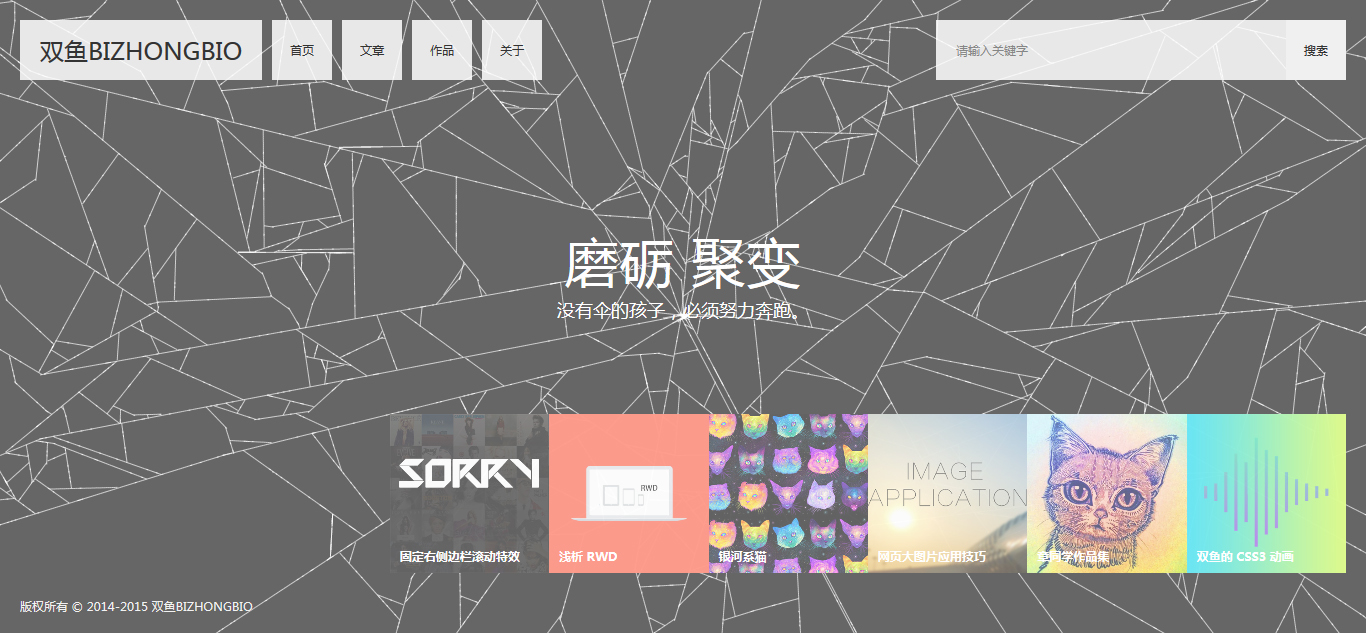 双鱼BIZHONGBIO
首页
文章
作品
关于
请输入关键字
搜索
磨砺 聚变
没有伞的孩子，必须努力奔跑。
SORRY
固定右侧边栏滚动特效
RWD
浅析 RWD
银河系猫
IMAGE
APPLICATION
网页大图片应用技巧
同学作品集
双鱼的 CSS3 动画
版权所有 © 2014-2015 双鱼BIZHONGBIO